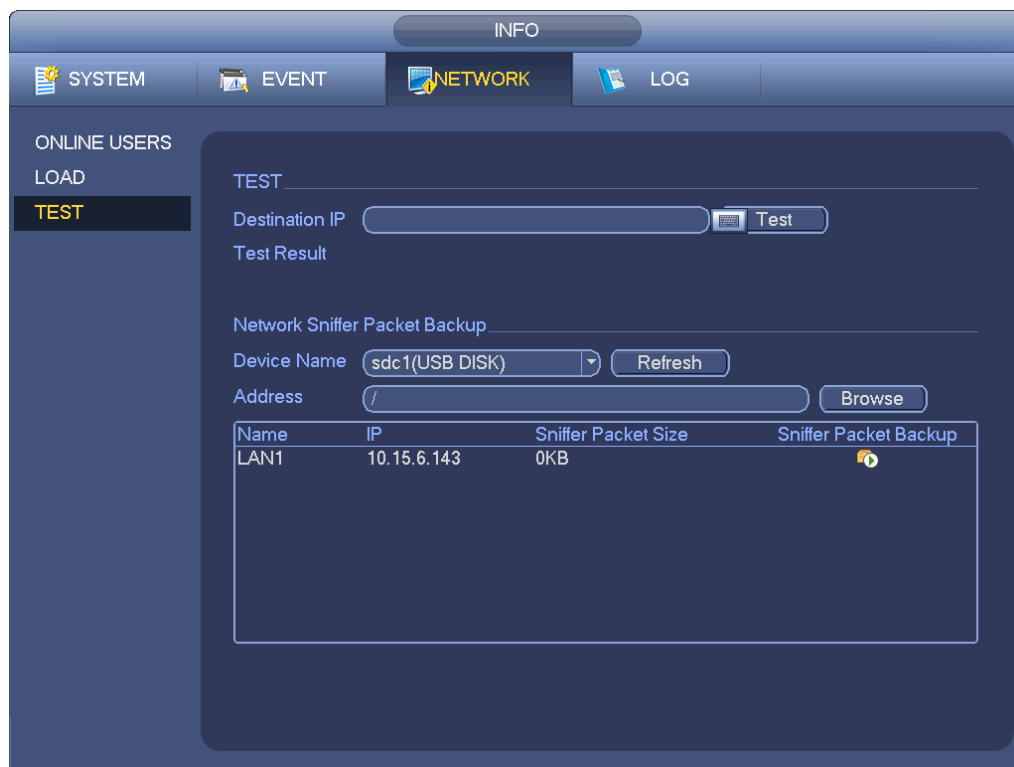 INFO
SYSTEM EVENT NETWORK LOG
ONLINE USERS
LOAD
TEST
TEST
Destination IP Test
Test Result
Network Sniffer Packet Backup
Device Name sdc1(USB DISK) Refresh
Address / Browse
Name IP Sniffer Packet Size Sniffer Packet Backup
LAN1 10.15.6.143 0KB